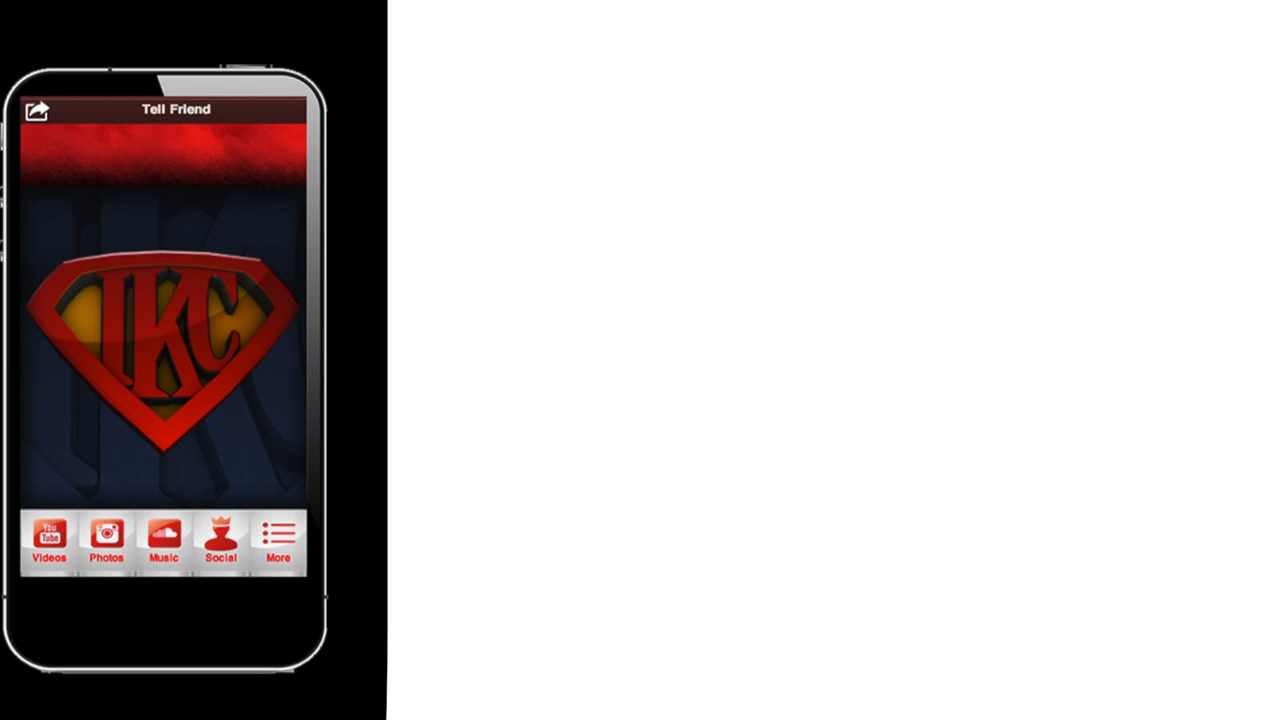 Tell Friend
IKC
You
Tube
Videos
Photos
Music
Social
More